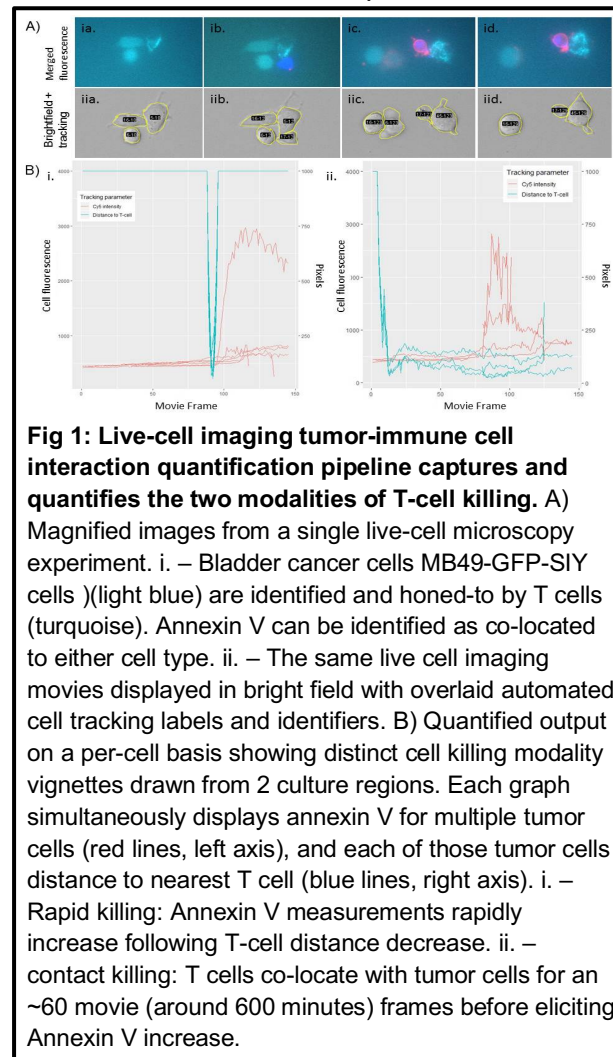 A)
ia.
ib.
ic.
id.
Merged
fluorescence
iia.
iib.
iic.
iid.
Brightfield +
tracking
B)
i.
ii.
4000
3000
2000
1000
1000
750
500
250
0
Tracking parameter
Cy5 intensity
Distance to T-cell
Cell fluorescence
Pixels
0
50
100
150
Movie Frame
4000
3000
2000
1000
0
1000
750
500
250
0
Tracking parameter
Cy5 intensity
Distance to T-cell
Cell fluorescence
Pixels
0
50
100
150
Movie Frame
Fig 1: Live-cell imaging tumor-immune cell
interaction quantification pipeline captures and
quantifies the two modalities of T-cell killing. A)
Magnified images from a single live-cell microscopy
experiment. i. – Bladder cancer cells MB49-GFP-SIY
cells )(light blue) are identified and honed-to by T cells
(turquoise). Annexin V can be identified as co-located
to either cell type. ii. – The same live cell imaging
movies displayed in bright field with overlaid automated
cell tracking labels and identifiers. B) Quantified output
on a per-cell basis showing distinct cell killing modality
vignettes drawn from 2 culture regions. Each graph
simultaneously displays annexin V for multiple tumor
cells (red lines, left axis), and each of those tumor cells
distance to nearest T cell (blue lines, right axis). i. –
Rapid killing: Annexin V measurements rapidly
increase following T-cell distance decrease. ii. –
contact killing: T cells co-locate with tumor cells for an
~60 movie (around 600 minutes) frames before eliciting
Annexin V increase.